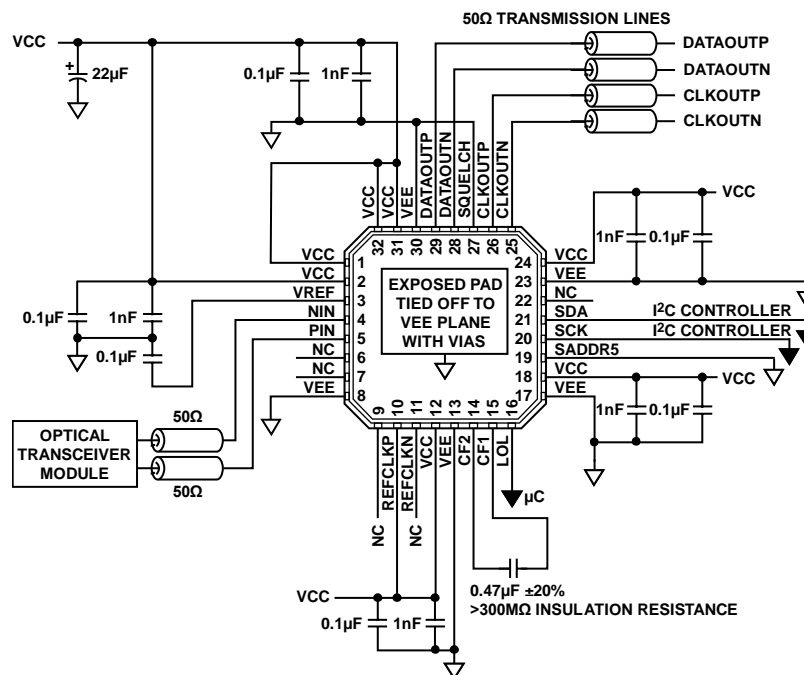 50Ω TRANSMISSION LINES
VCC
22µF
+
0.1µF
1nF
DATAOUTP
DATAOUTN
CLKOUTP
CLKOUTN
VCC
VCC
VEE
DATAOUTP
DATAOUTN
SQUELCH
CLKOUTP
CLKOUTN
32
31
30
29
28
27
26
25
VCC
1
VCC
2
VREF
3
NIN
4
PIN
5
NC
6
NC
7
VEE
8
0.1µF
1nF
0.1µF
EXPOSED PAD
TIED OFF TO
VEE PLANE
WITH VIAS
24
VCC
23
VEE
22
NC
21
SDA
I²C CONTROLLER
20
SCK
I²C CONTROLLER
19
SADDR5
18
VCC
17
VEE
VCC
1nF
0.1µF
VCC
1nF
0.1µF
OPTICAL
TRANSCEIVER
MODULE
50Ω
50Ω
9
10
11
12
13
14
15
16
NC
REFCLKP
REFCLKN
NC
VCC
VEE
CF2
CF1
LOL
µC
VCC
0.1µF
1nF
0.47µF ±20%
>300MΩ INSULATION RESISTANCE